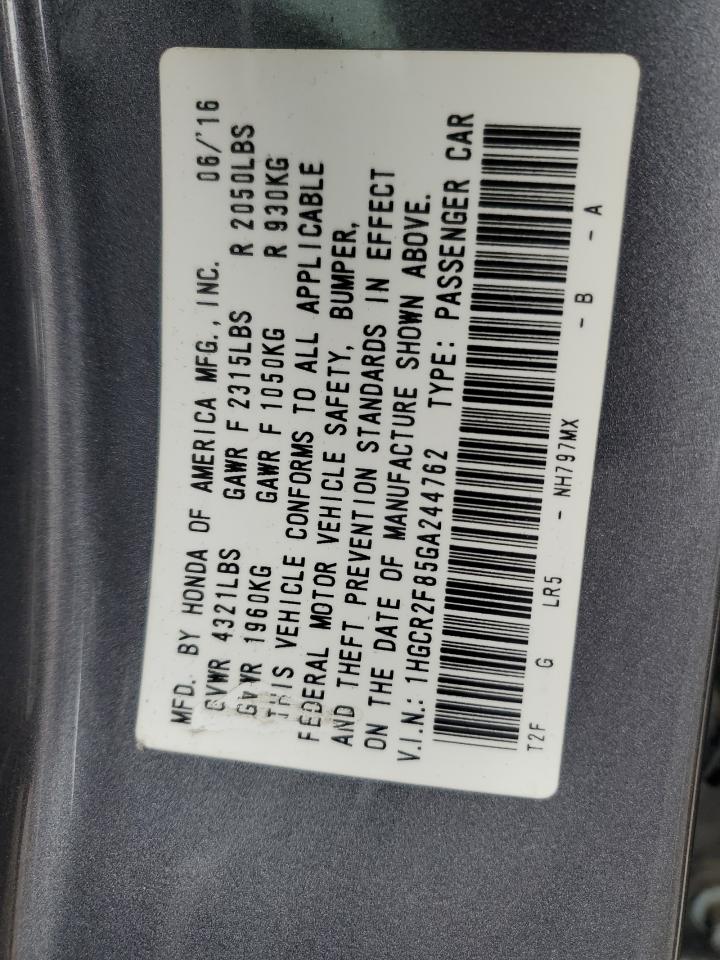 MFD. BY HONDA OF AMERICA MFG., INC. 06/'16
GVWR 4321LBS GAWR F 2315LBS R 2050LBS
GVWR 1960KG GAWR F 1050KG R 930KG
THIS VEHICLE CONFORMS TO ALL APPLICABLE
FEDERAL MOTOR VEHICLE SAFETY, BUMPER,
AND THEFT PREVENTION STANDARDS IN EFFECT
ON THE DATE OF MANUFACTURE SHOWN ABOVE.
V.I.N.: 1HGCR2F85GA244762 TYPE: PASSENGER CAR
T2F G LR5 - NH797MX - B - A